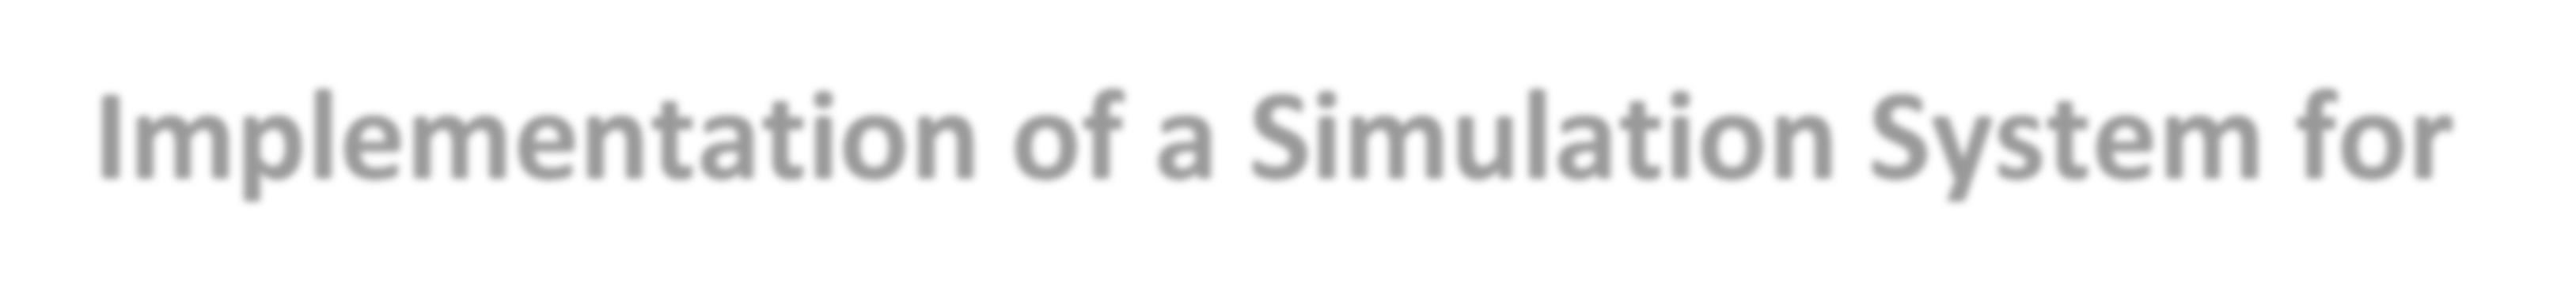 Implementation of a Simulation System for